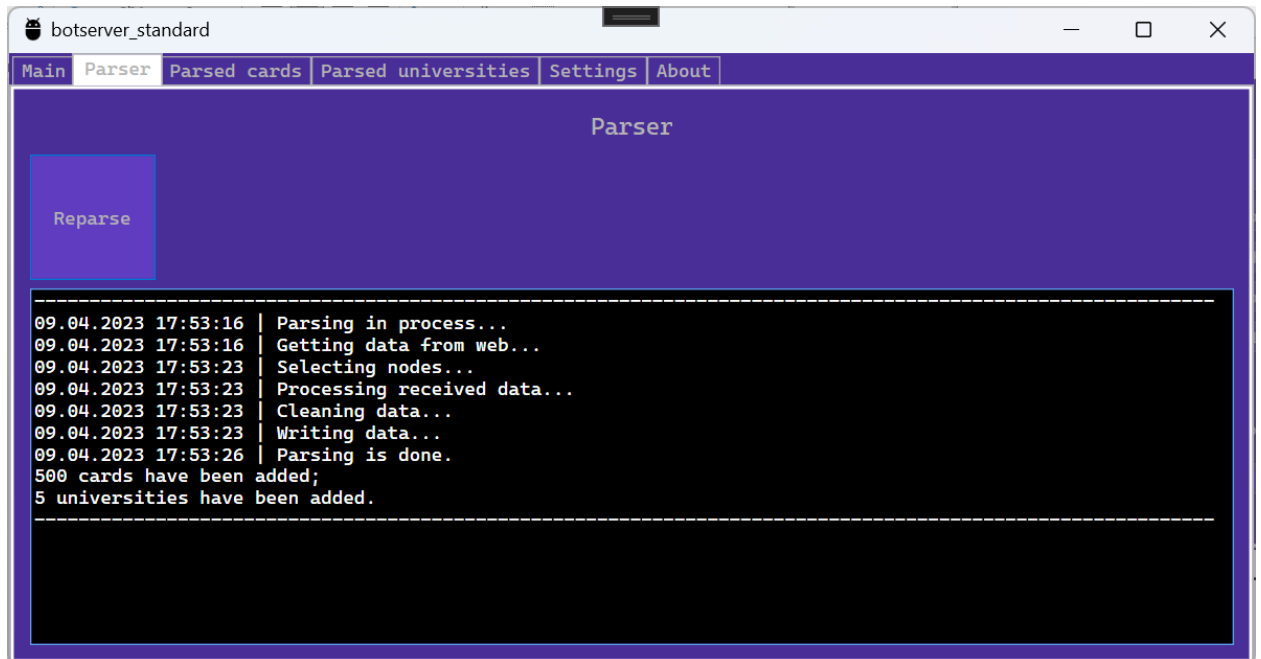 botserver_standard
Main Parser Parsed cards Parsed universities Settings About
Parser
Reparse
09.04.2023 17:53:16 | Parsing in process...
09.04.2023 17:53:16 | Getting data from web...
09.04.2023 17:53:23 | Selecting nodes...
09.04.2023 17:53:23 | Processing received data...
09.04.2023 17:53:23 | Cleaning data...
09.04.2023 17:53:23 | Writing data...
09.04.2023 17:53:26 | Parsing is done.
500 cards have been added;
5 universities have been added.